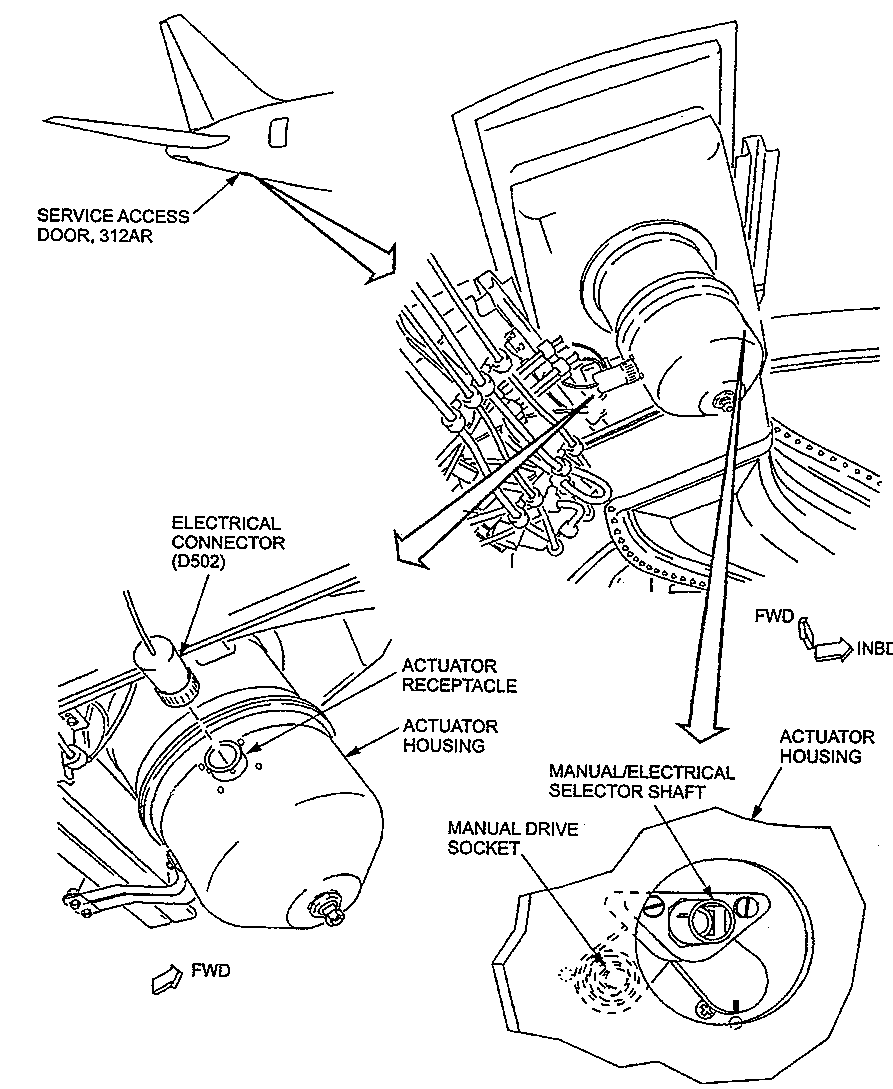 SERVICE ACCESS
DOOR, 312AR
ELECTRICAL
CONNECTOR
(D502)
FWD
INBD
ACTUATOR
RECEPTACLE
ACTUATOR
HOUSING
ACTUATOR
HOUSING
MANUAL/ELECTRICAL
SELECTOR SHAFT
MANUAL DRIVE
SOCKET
FWD